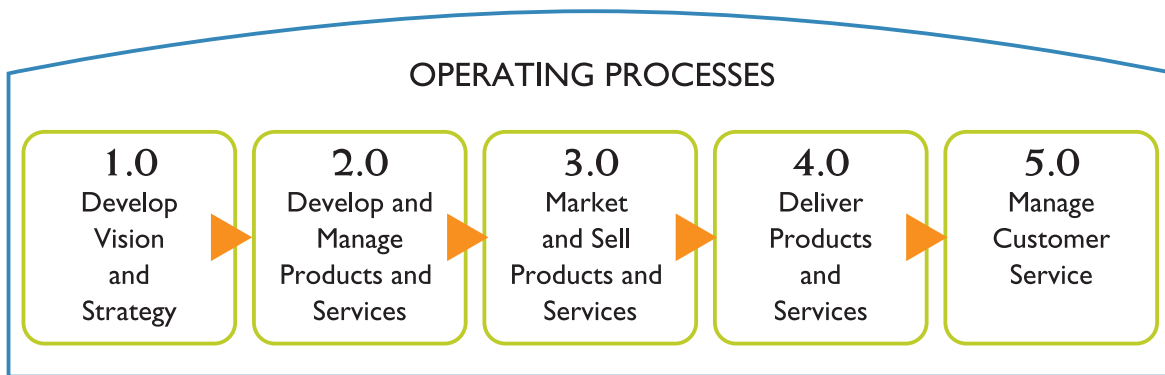 OPERATING PROCESSES
1.0
Develop
Vision
and
Strategy
2.0
Develop and
Manage
Products and
Services
3.0
Market
and Sell
Products and
Services
4.0
Deliver
Products
and
Services
5.0
Manage
Customer
Service